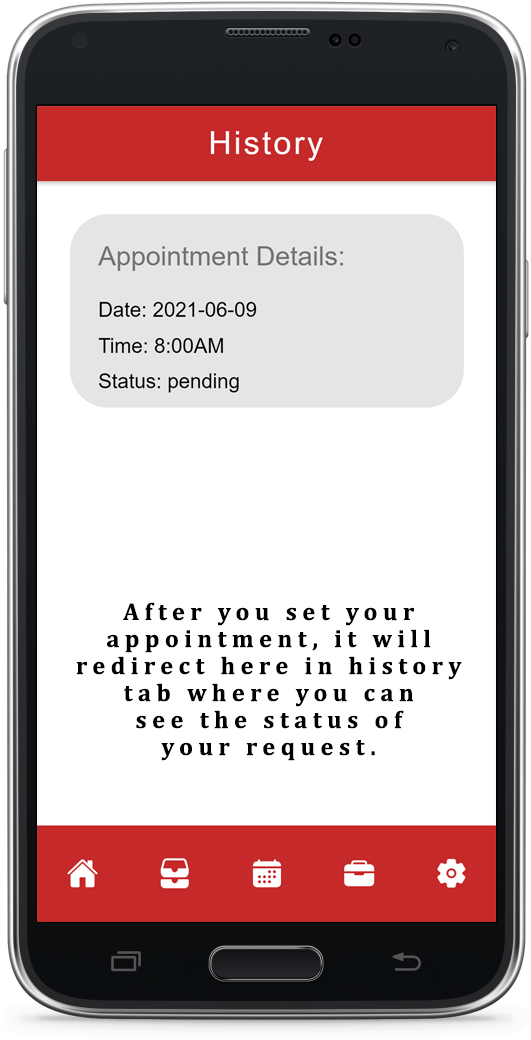 History
Appointment Details:
Date: 2021-06-09
Time: 8:00AM
Status: pending
After you set your
appointment, it will
redirect here in history
tab where you can
see the status of
your request.